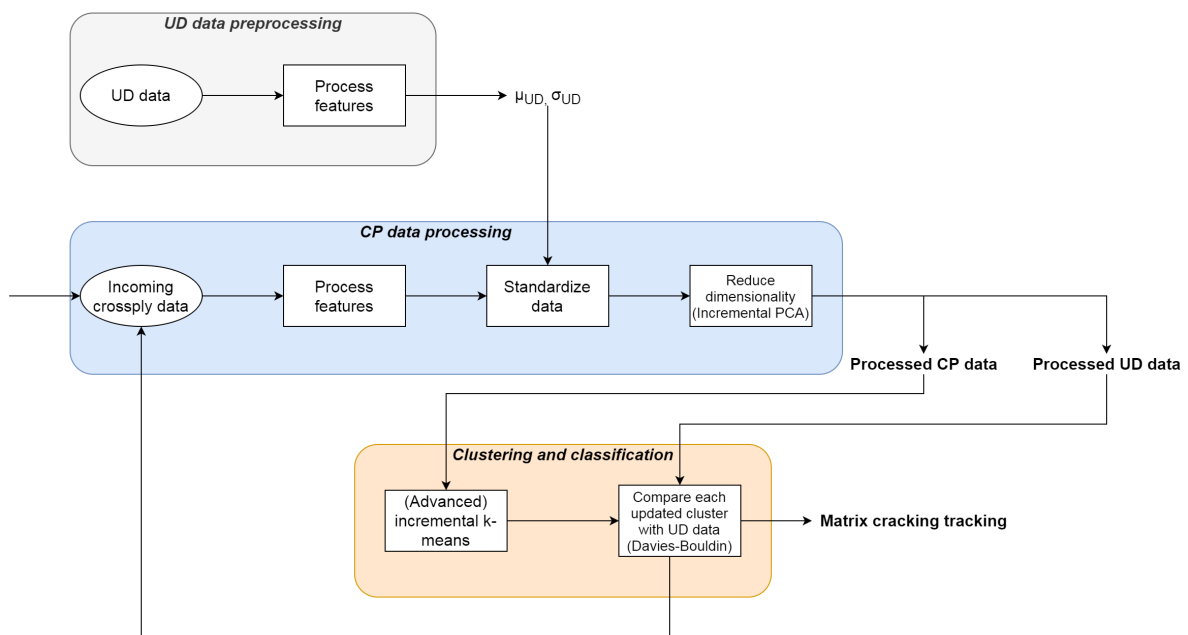 UD data preprocessing
UD data
Process
features
μUD, σUD
CP data processing
Incoming
crossply data
Process
features
Standardize
data
Reduce
dimensionality
(Incremental PCA)
Processed CP data
Processed UD data
Clustering and classification
(Advanced)
incremental k-
means
Compare each
updated cluster
with UD data
(Davies-Bouldin)
Matrix cracking tracking